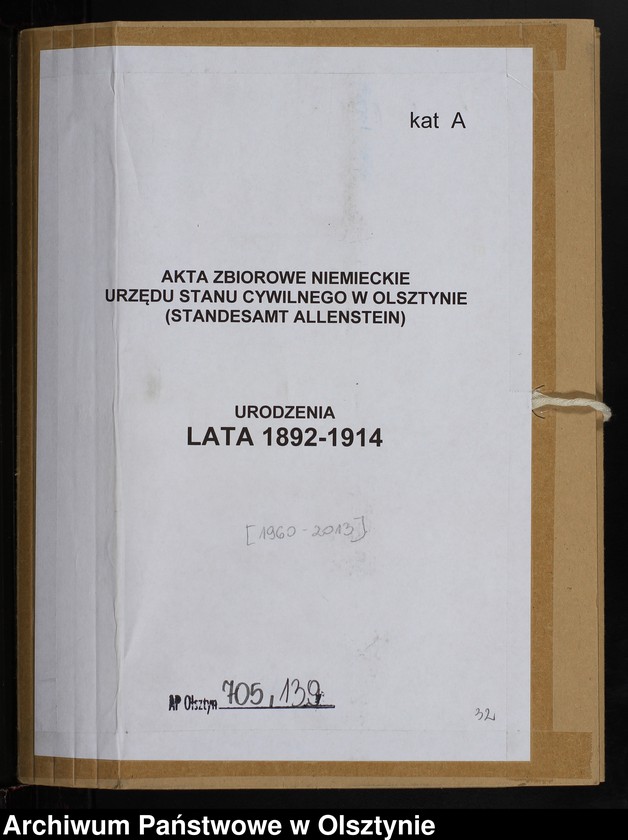 kat A
AKTA ZBIOROWE NIEMIECKIE
URZĘDU STANU CYWILNEGO W OLSZTYNIE
(STANDESAMT ALLENSTEIN)
URODZENIA
LATA 1892-1914
[1960-2013]
AP Olsztyn 705, 139
32
Archiwum Państwowe w Olsztynie